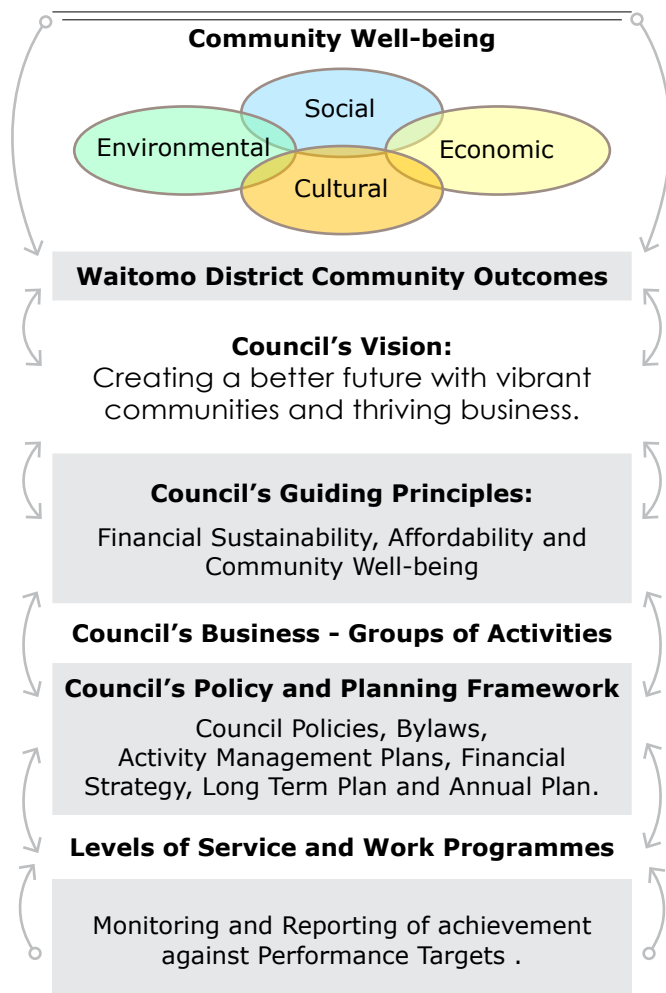 Community Well-being
Social
Environmental
Economic
Cultural
Waitomo District Community Outcomes
Council’s Vision:
Creating a better future with vibrant
communities and thriving business.
Council’s Guiding Principles:
Financial Sustainability, Affordability and
Community Well-being
Council’s Business - Groups of Activities
Council’s Policy and Planning Framework
Council Policies, Bylaws,
Activity Management Plans, Financial
Strategy, Long Term Plan and Annual Plan.
Levels of Service and Work Programmes
Monitoring and Reporting of achievement
against Performance Targets .